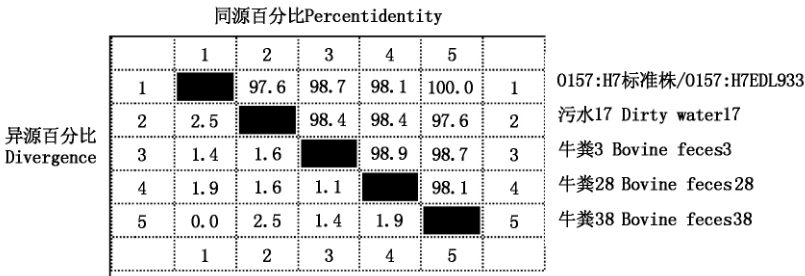 同源百分比Percentidentity
1 2 3 4 5
1 97.6 98.7 98.1 100.0 1 O157:H7标准株/O157:H7EDL933
2 2.5 98.4 98.4 97.6 2 污水17 Dirty water17
异源百分比
Divergence
3 1.4 1.6 98.9 98.7 3 牛粪3 Bovine feces3
4 1.9 1.6 1.1 98.1 4 牛粪28 Bovine feces28
5 0.0 2.5 1.4 1.9 5 牛粪38 Bovine feces38
1 2 3 4 5